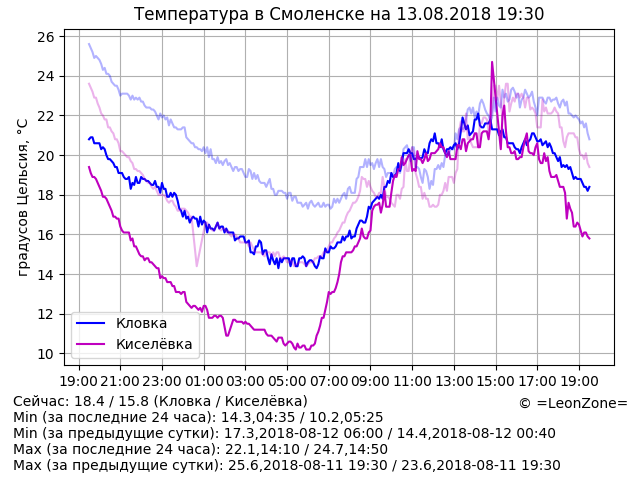 Температура в Смоленске на 13.08.2018 19:30
градусов Цельсия, °C
26
24
22
20
18
16
14
12
10
Кловка
Киселёвка
19:00 21:00 23:00 01:00 03:00 05:00 07:00 09:00 11:00 13:00 15:00 17:00 19:00
Сейчас: 18.4 / 15.8 (Кловка / Киселёвка)
© =LeonZone=
Min (за последние 24 часа): 14.3,04:35 / 10.2,05:25
Min (за предыдущие сутки): 17.3,2018-08-12 06:00 / 14.4,2018-08-12 00:40
Max (за последние 24 часа): 22.1,14:10 / 24.7,14:50
Max (за предыдущие сутки): 25.6,2018-08-11 19:30 / 23.6,2018-08-11 19:30